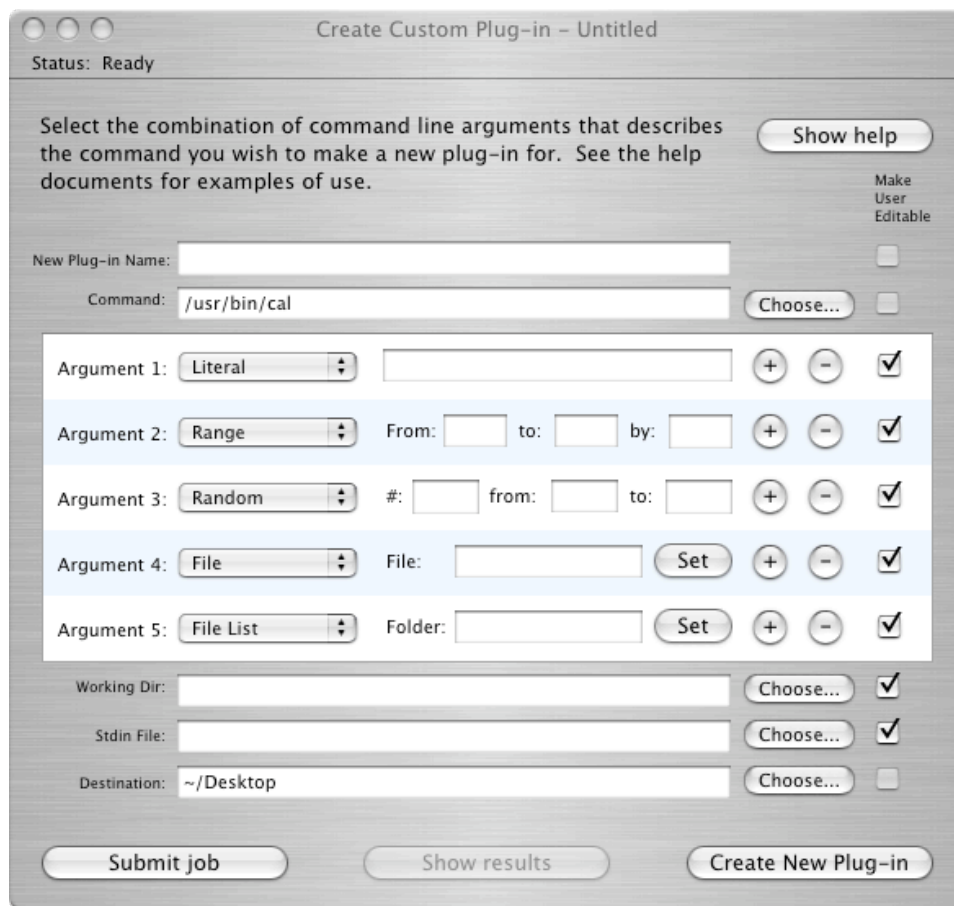 Create Custom Plug-in – Untitled
Status: Ready
Select the combination of command line arguments that describes
the command you wish to make a new plug-in for. See the help
documents for examples of use.
Show help
Make
User
Editable
New Plug-in Name:
Command: /usr/bin/cal Choose...
Argument 1: Literal + -
Argument 2: Range From: to: by: + -
Argument 3: Random #: from: to: + -
Argument 4: File File: Set + -
Argument 5: File List Folder: Set + -
Working Dir: Choose...
Stdin File: Choose...
Destination: ~/Desktop Choose...
Submit job Show results Create New Plug-in